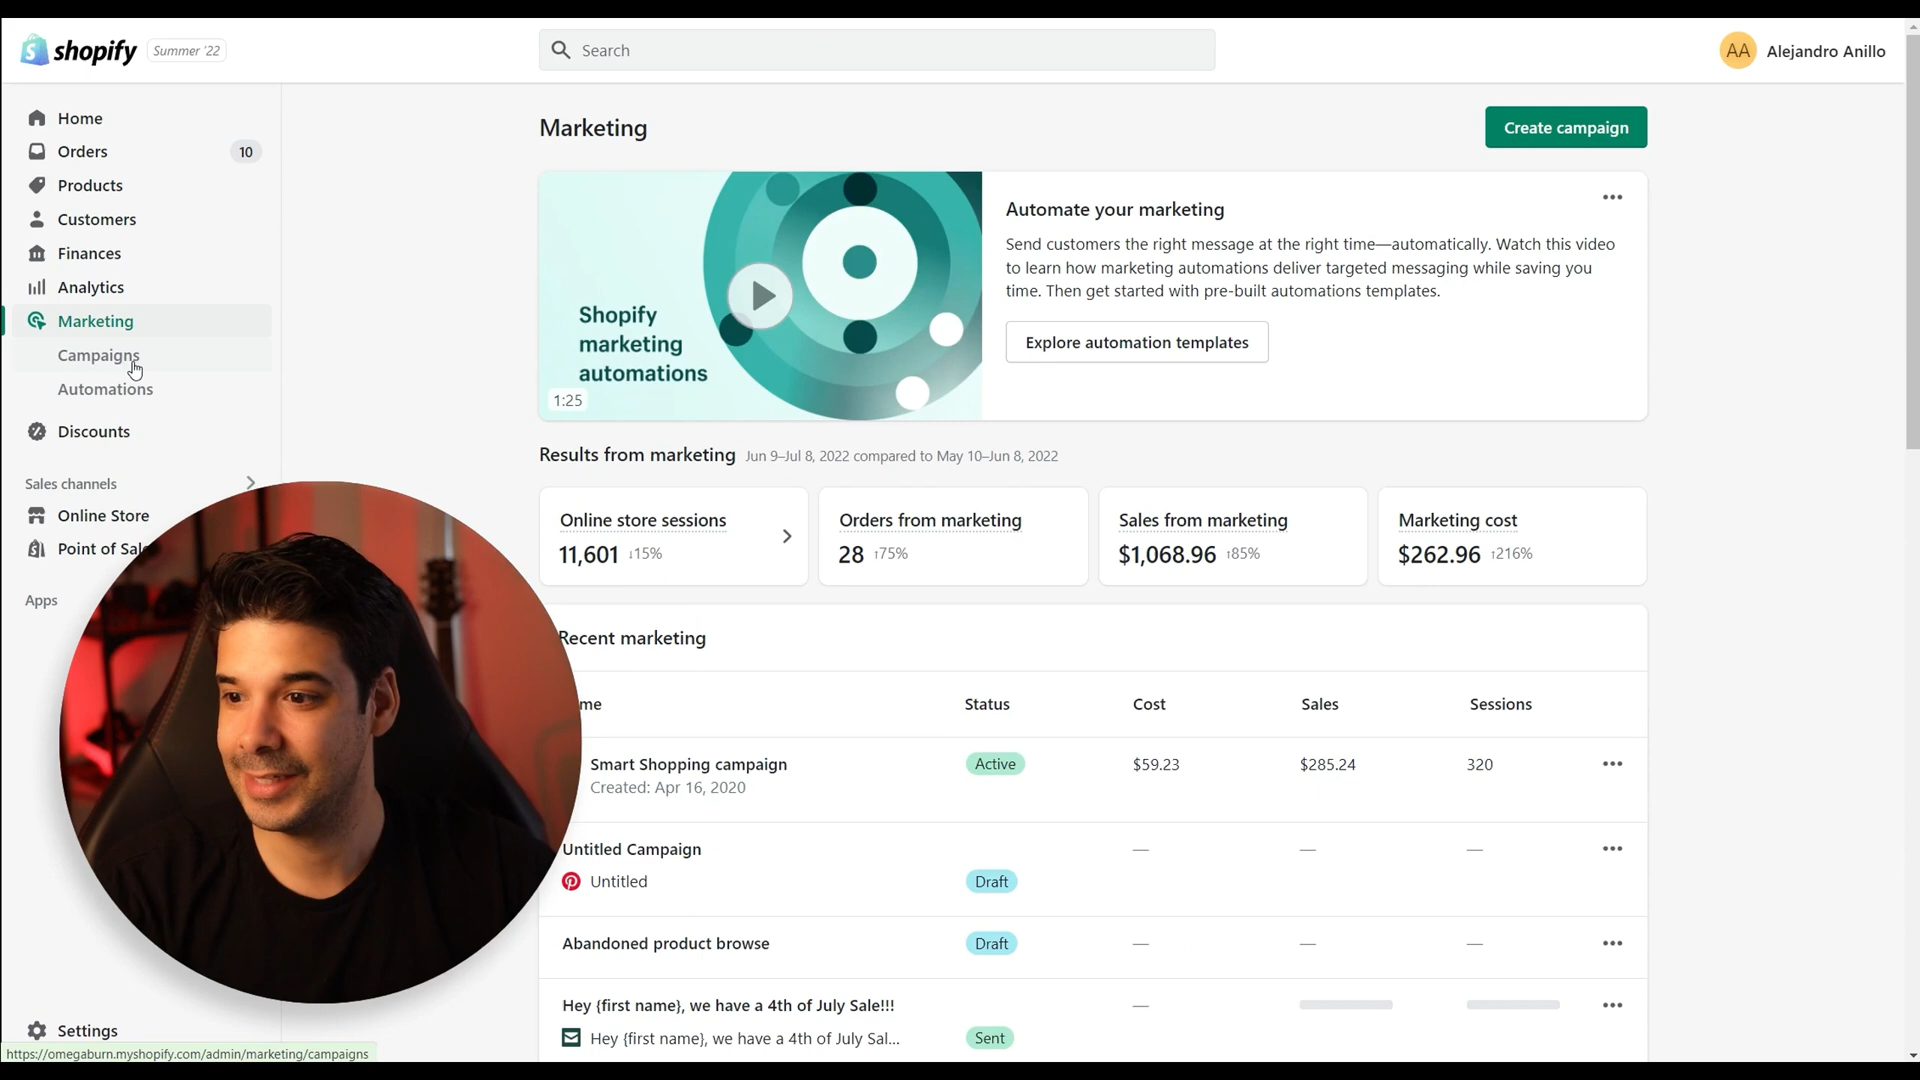 shopify Summer '22
Search
AA Alejandro Anillo
Home
Orders 10
Products
Customers
Finances
Analytics
Marketing
Campaigns
Automations
Discounts
Sales channels
Online Store
Point of Sale
Apps
Settings
https://omegaburn.myshopify.com/admin/marketing/campaigns
Marketing
Create campaign
Shopify
marketing
automations
1:25
Automate your marketing
Send customers the right message at the right time—automatically. Watch this video
to learn how marketing automations deliver targeted messaging while saving you
time. Then get started with pre-built automations templates.
Explore automation templates
Results from marketing Jun 9–Jul 8, 2022 compared to May 10–Jun 8, 2022
Online store sessions
11,601 ↓15%
Orders from marketing
28 ↑75%
Sales from marketing
$1,068.96 ↑85%
Marketing cost
$262.96 ↑216%
Recent marketing
me Status Cost Sales Sessions
Smart Shopping campaign Active $59.23 $285.24 320
Created: Apr 16, 2020
Untitled Campaign — — —
Untitled Draft
Abandoned product browse Draft — — —
Hey {first name}, we have a 4th of July Sale!!! —
Hey {first name}, we have a 4th of July Sal... Sent